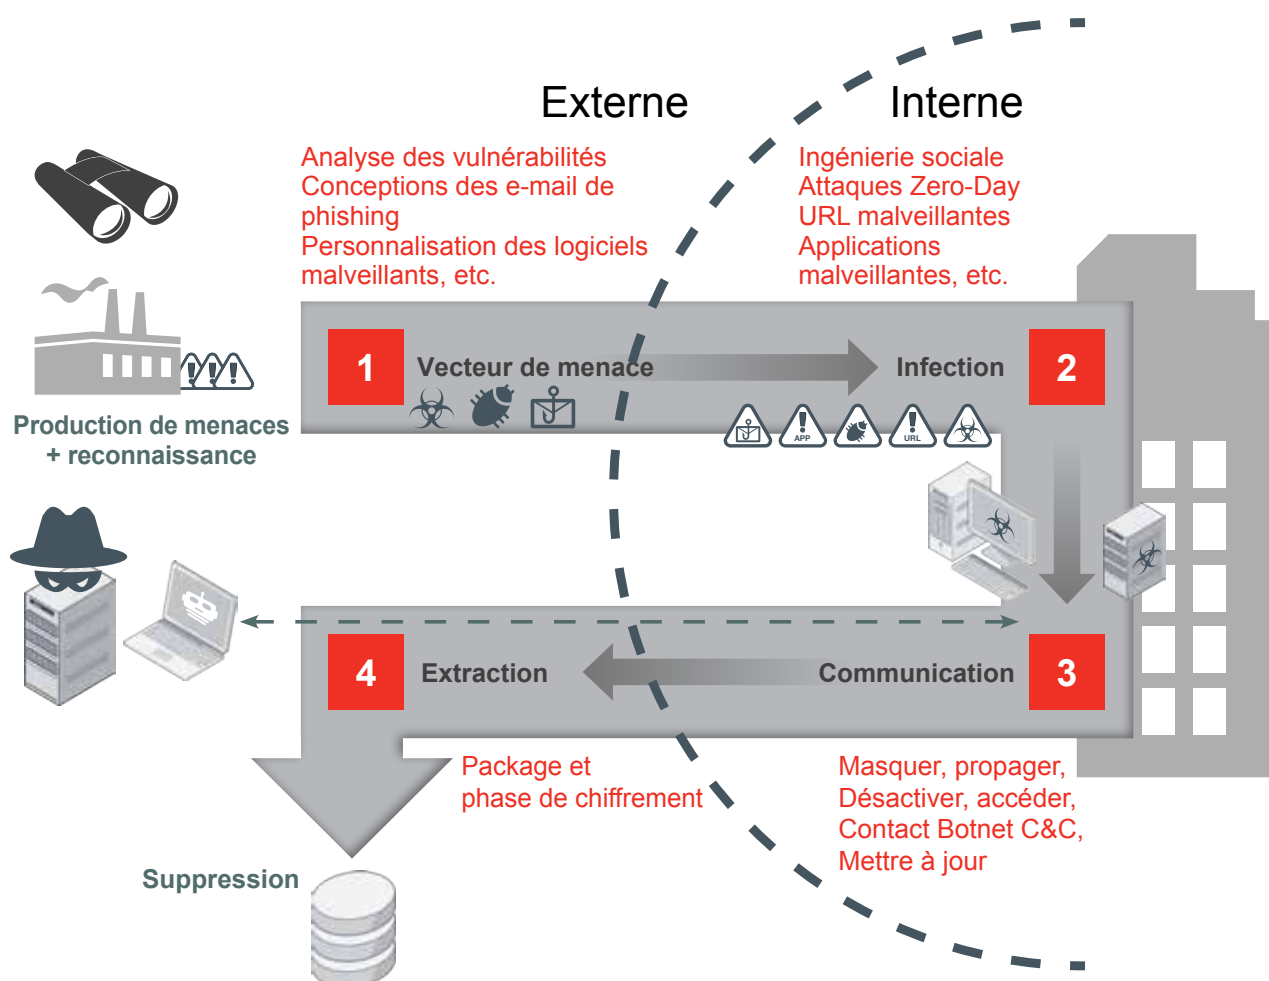 Externe
Interne
Analyse des vulnérabilités
Conceptions des e-mail de
phishing
Personnalisation des logiciels
malveillants, etc.
Ingénierie sociale
Attaques Zero-Day
URL malveillantes
Applications
malveillantes, etc.
1
Vecteur de menace
Infection
2
APP
URL
Production de menaces
+ reconnaissance
4
Extraction
Communication
3
Package et
phase de chiffrement
Masquer, propager,
Désactiver, accéder,
Contact Botnet C&C,
Mettre à jour
Suppression